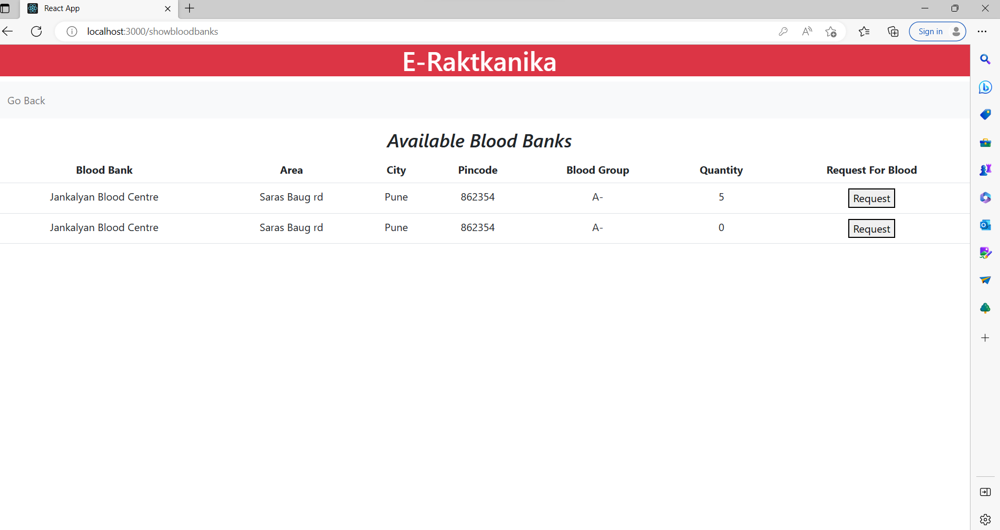 React App
localhost:3000/showbloodbanks
Sign in
E-Raktkanika
Go Back
Available Blood Banks
Blood Bank Area City Pincode Blood Group Quantity Request For Blood
Jankalyan Blood Centre Saras Baug rd Pune 862354 A- 5 Request
Jankalyan Blood Centre Saras Baug rd Pune 862354 A- 0 Request